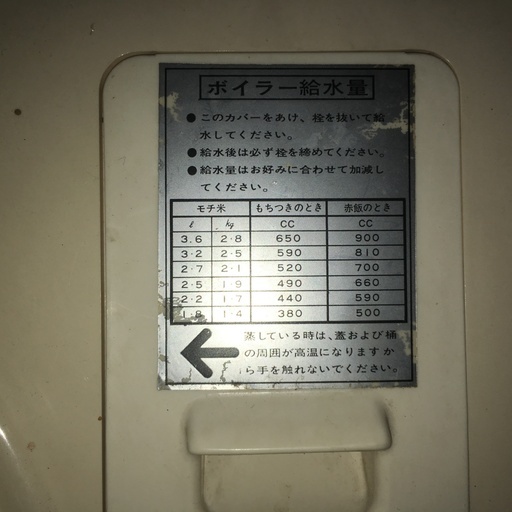 ボイラー給水量
●このカバーをあけ、栓を抜いて給
水してください。
●給水後は必ず栓を締めてください。
●給水量はお好みに合わせて加減し
てください。
モチ米 もちつきのとき 赤飯のとき
ℓ kg CC CC
3.6 2.8 650 900
3.2 2.5 590 810
2.7 2.1 520 700
2.5 1.9 490 660
2.2 1.7 440 590
1.8 1.4 380 500
蒸している時は、蓋および桶
の周囲が高温になりますか
ら手を触れないでください。